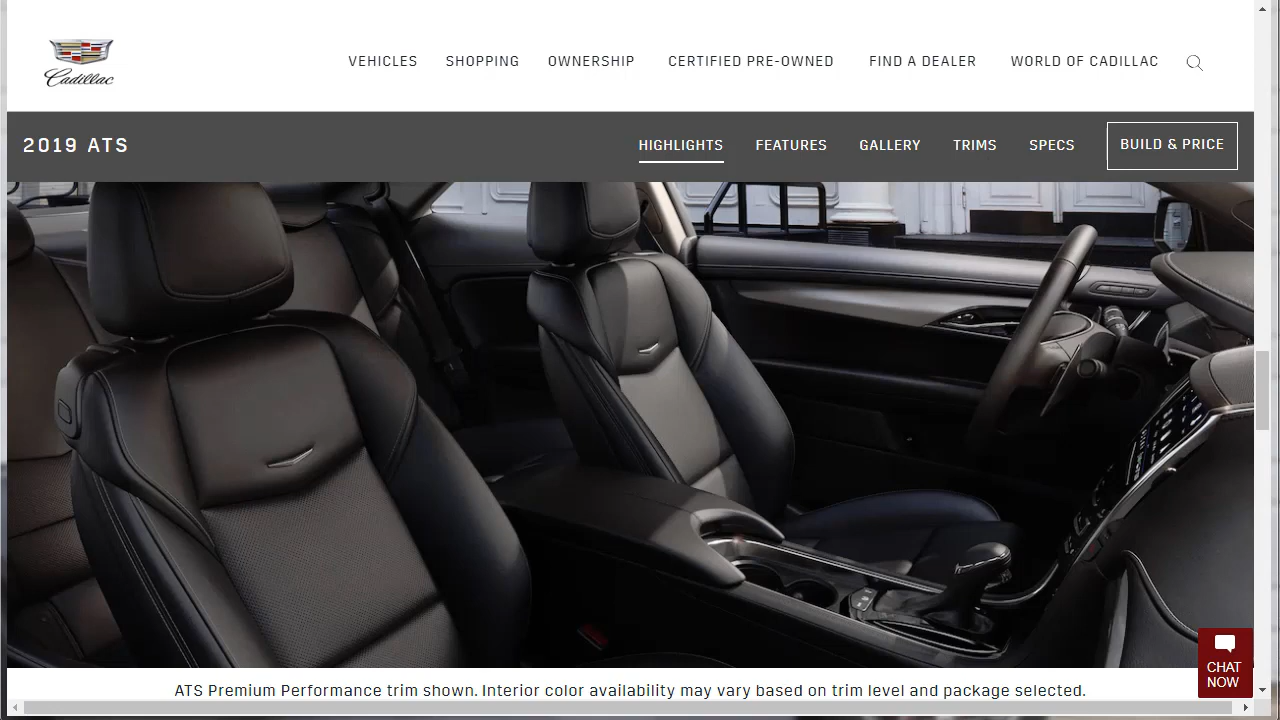 Cadillac
VEHICLES SHOPPING OWNERSHIP CERTIFIED PRE-OWNED FIND A DEALER WORLD OF CADILLAC
2019 ATS HIGHLIGHTS FEATURES GALLERY TRIMS SPECS BUILD & PRICE
CHAT
NOW
ATS Premium Performance trim shown. Interior color availability may vary based on trim level and package selected.